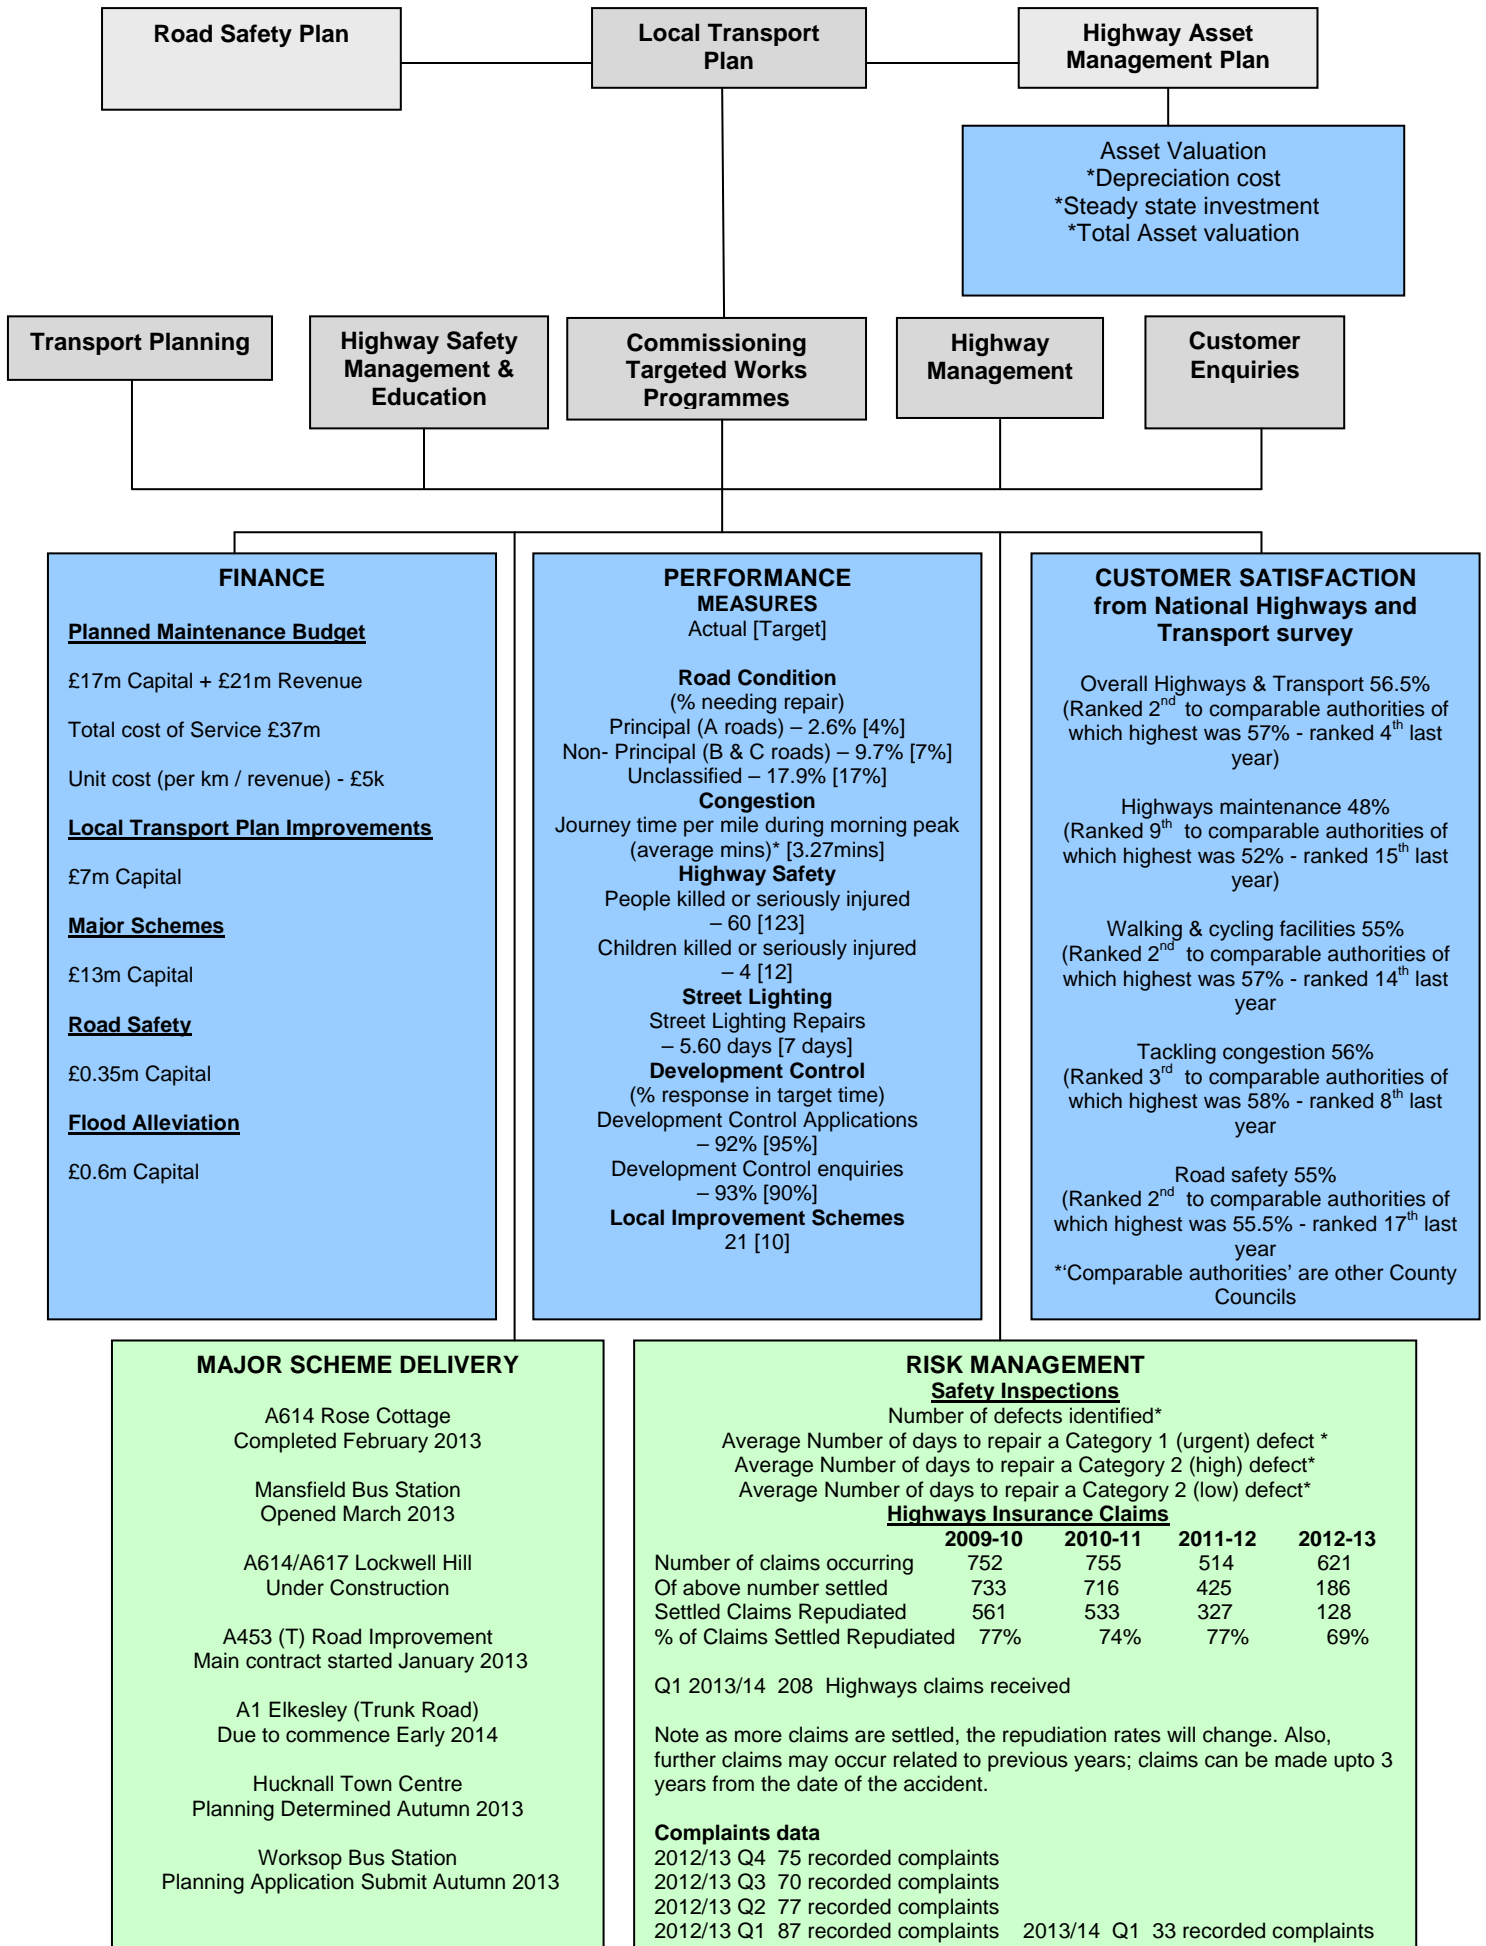 Road Safety Plan
Local Transport
Plan
Highway Asset
Management Plan
Asset Valuation
*Depreciation cost
*Steady state investment
*Total Asset valuation
Transport Planning
Highway Safety
Management &
Education
Commissioning
Targeted Works
Programmes
Highway
Management
Customer
Enquiries
FINANCE
Planned Maintenance Budget
£17m Capital + £21m Revenue
Total cost of Service £37m
Unit cost (per km / revenue) - £5k
Local Transport Plan Improvements
£7m Capital
Major Schemes
£13m Capital
Road Safety
£0.35m Capital
Flood Alleviation
£0.6m Capital
PERFORMANCE
MEASURES
Actual [Target]
Road Condition
(% needing repair)
Principal (A roads) – 2.6% [4%]
Non- Principal (B & C roads) – 9.7% [7%]
Unclassified – 17.9% [17%]
Congestion
Journey time per mile during morning peak
(average mins)* [3.27mins]
Highway Safety
People killed or seriously injured
– 60 [123]
Children killed or seriously injured
– 4 [12]
Street Lighting
Street Lighting Repairs
– 5.60 days [7 days]
Development Control
(% response in target time)
Development Control Applications
– 92% [95%]
Development Control enquiries
– 93% [90%]
Local Improvement Schemes
21 [10]
CUSTOMER SATISFACTION
from National Highways and
Transport survey
Overall Highways & Transport 56.5%
(Ranked 2nd to comparable authorities of
which highest was 57% - ranked 4th last
year)
Highways maintenance 48%
(Ranked 9th to comparable authorities of
which highest was 52% - ranked 15th last
year)
Walking & cycling facilities 55%
(Ranked 2nd to comparable authorities of
which highest was 57% - ranked 14th last
year
Tackling congestion 56%
(Ranked 3rd to comparable authorities of
which highest was 58% - ranked 8th last
year
Road safety 55%
(Ranked 2nd to comparable authorities of
which highest was 55.5% - ranked 17th last
year
*‘Comparable authorities’ are other County
Councils
MAJOR SCHEME DELIVERY
A614 Rose Cottage
Completed February 2013
Mansfield Bus Station
Opened March 2013
A614/A617 Lockwell Hill
Under Construction
A453 (T) Road Improvement
Main contract started January 2013
A1 Elkesley (Trunk Road)
Due to commence Early 2014
Hucknall Town Centre
Planning Determined Autumn 2013
Worksop Bus Station
Planning Application Submit Autumn 2013
RISK MANAGEMENT
Safety Inspections
Number of defects identified*
Average Number of days to repair a Category 1 (urgent) defect *
Average Number of days to repair a Category 2 (high) defect*
Average Number of days to repair a Category 2 (low) defect*
Highways Insurance Claims
2009-10 2010-11 2011-12 2012-13
Number of claims occurring 752 755 514 621
Of above number settled 733 716 425 186
Settled Claims Repudiated 561 533 327 128
% of Claims Settled Repudiated 77% 74% 77% 69%
Q1 2013/14 208 Highways claims received
Note as more claims are settled, the repudiation rates will change. Also,
further claims may occur related to previous years; claims can be made upto 3
years from the date of the accident.
Complaints data
2012/13 Q4 75 recorded complaints
2012/13 Q3 70 recorded complaints
2012/13 Q2 77 recorded complaints
2012/13 Q1 87 recorded complaints 2013/14 Q1 33 recorded complaints